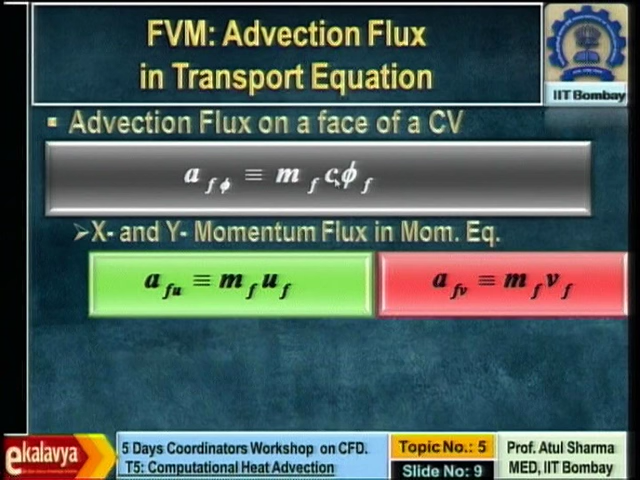 FVM: Advection Flux
in Transport Equation
IIT Bombay
▪ Advection Flux on a face of a CV
a_{fϕ} ≡ m_f c ϕ_f
➢X- and Y- Momentum Flux in Mom. Eq.
a_{fu} ≡ m_f u_f
a_{fv} ≡ m_f v_f
ekalavya
5 Days Coordinators Workshop on CFD.
T5: Computational Heat Advection
Topic No.: 5
Slide No: 9
Prof. Atul Sharma
MED, IIT Bombay